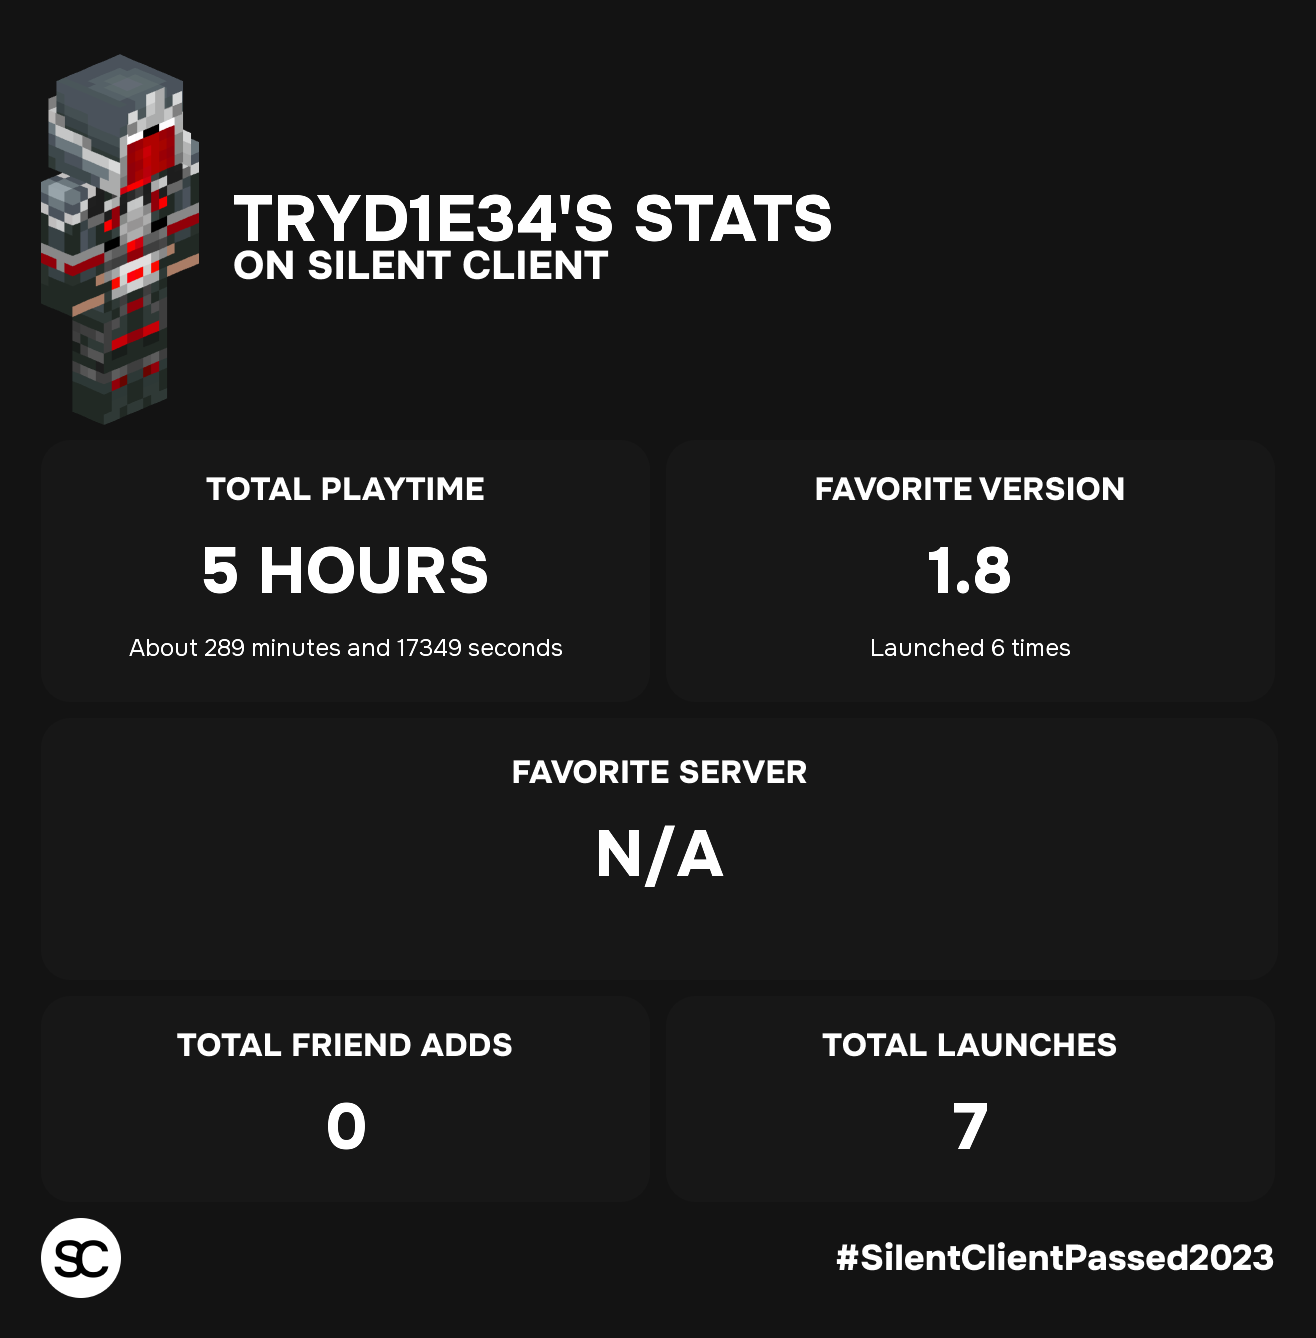 TRYD1E34'S STATS
ON SILENT CLIENT
TOTAL PLAYTIME
5 HOURS
About 289 minutes and 17349 seconds
FAVORITE VERSION
1.8
Launched 6 times
FAVORITE SERVER
N/A
TOTAL FRIEND ADDS
0
TOTAL LAUNCHES
7
SC
#SilentClientPassed2023